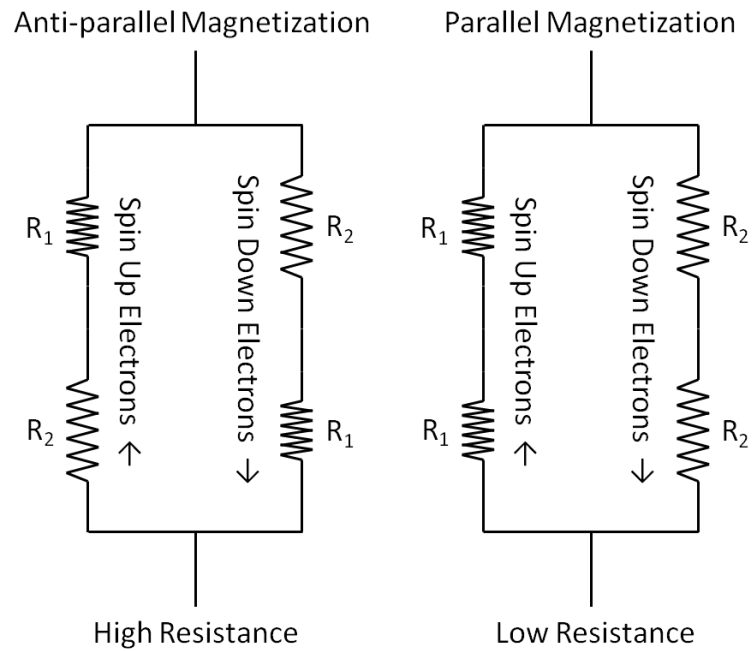 Anti-parallel Magnetization
R₁
Spin Up Electrons →
Spin Down Electrons →
R₂
R₂
R₁
High Resistance
Parallel Magnetization
R₁
Spin Up Electrons →
Spin Down Electrons →
R₂
R₁
R₂
Low Resistance